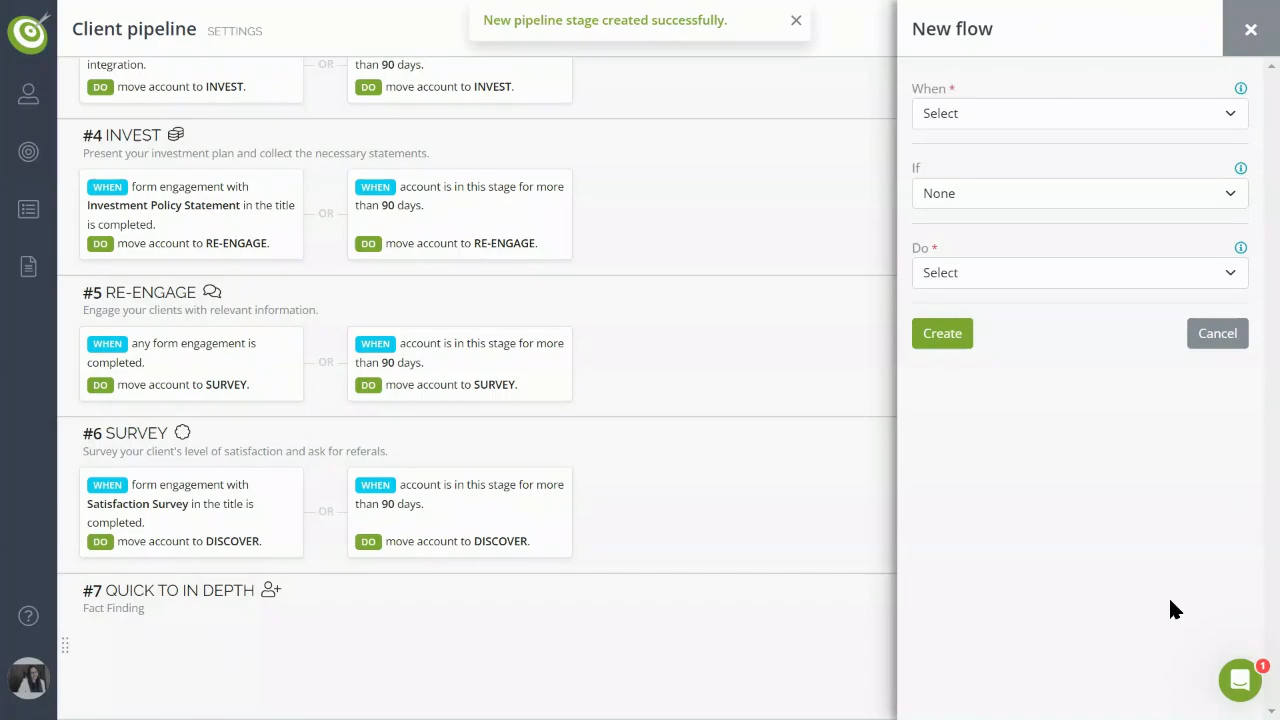 Client pipeline SETTINGS
New pipeline stage created successfully.
integration.
DO move account to INVEST.
OR
than 90 days.
DO move account to INVEST.
#4 INVEST
Present your investment plan and collect the necessary statements.
WHEN form engagement with
Investment Policy Statement in the title
is completed.
DO move account to RE-ENGAGE.
OR
WHEN account is in this stage for more
than 90 days.
DO move account to RE-ENGAGE.
#5 RE-ENGAGE
Engage your clients with relevant information.
WHEN any form engagement is
completed.
DO move account to SURVEY.
OR
WHEN account is in this stage for more
than 90 days.
DO move account to SURVEY.
#6 SURVEY
Survey your client's level of satisfaction and ask for referrals.
WHEN form engagement with
Satisfaction Survey in the title is
completed.
DO move account to DISCOVER.
OR
WHEN account is in this stage for more
than 90 days.
DO move account to DISCOVER.
#7 QUICK TO IN DEPTH
Fact Finding
New flow
When *
Select
If
None
Do *
Select
Create
Cancel
1